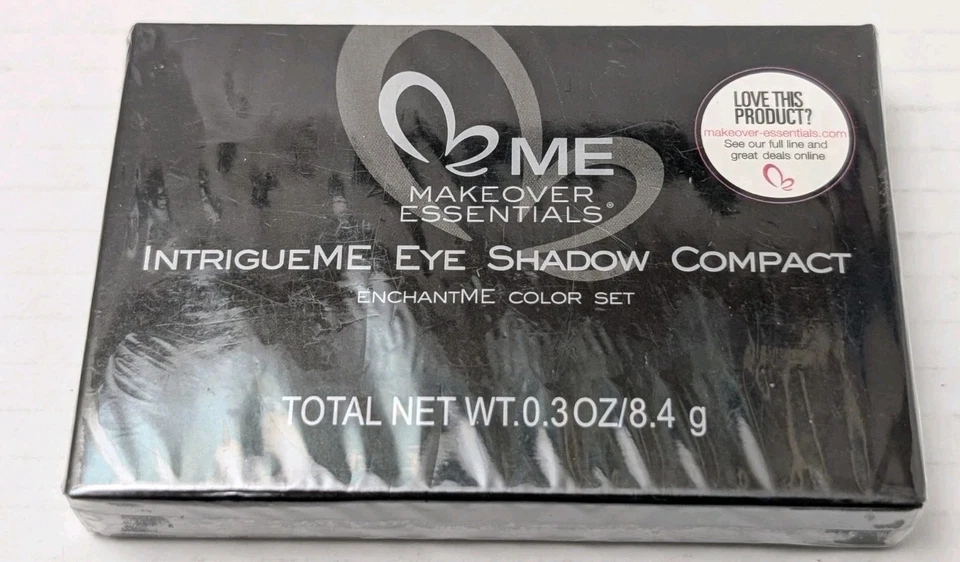 ME
MAKEOVER
ESSENTIALS®
INTRIGUEME EYE SHADOW COMPACT
ENCHANTME COLOR SET
TOTAL NET WT.0.3OZ/8.4 g
LOVE THIS
PRODUCT?
makeover-essentials.com
See our full line and
great deals online